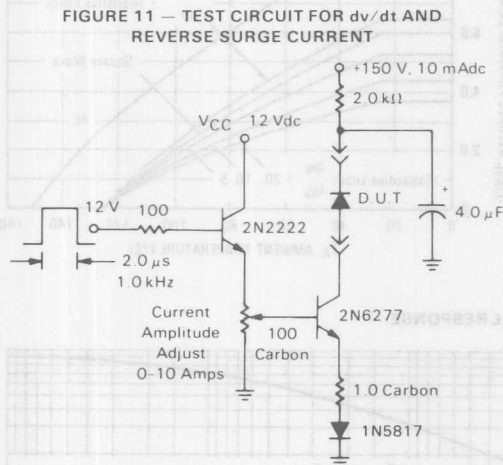 FIGURE 11 — TEST CIRCUIT FOR dv/dt AND
REVERSE SURGE CURRENT
+150 V, 10 mAdc
2.0 kΩ
VCC 12 Vdc
D.U.T.
+
4.0 μF
12 V
100
2N2222
2.0 μs
1.0 kHz
Current
Amplitude
Adjust
0-10 Amps
100
Carbon
2N6277
1.0 Carbon
1N5817